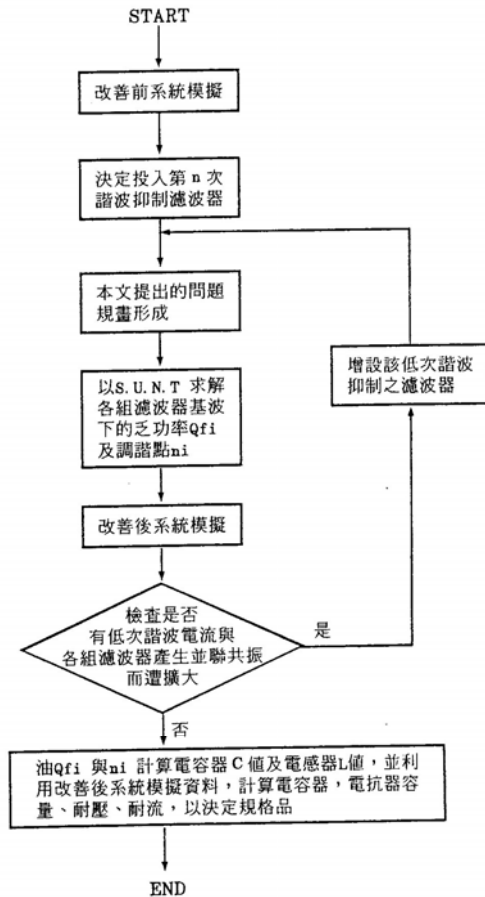 START
改善前系統模擬
決定投入第n次
諧波抑制濾波器
本文提出的問題
規畫形成
增設該低次諧波
抑制之濾波器
以S.U.N.T 求解
各組濾波器基波
下的乏功率Qfi
及調諧點ni
改善後系統模擬
檢查是否
有低次諧波電流與
各組濾波器產生並聯共振
而遭擴大
是
否
油Qfi 與ni 計算電容器C值及電感器L值，並利
用改善後系統模擬資料，計算電容器，電抗器容
量、耐壓、耐流，以決定規格品
END